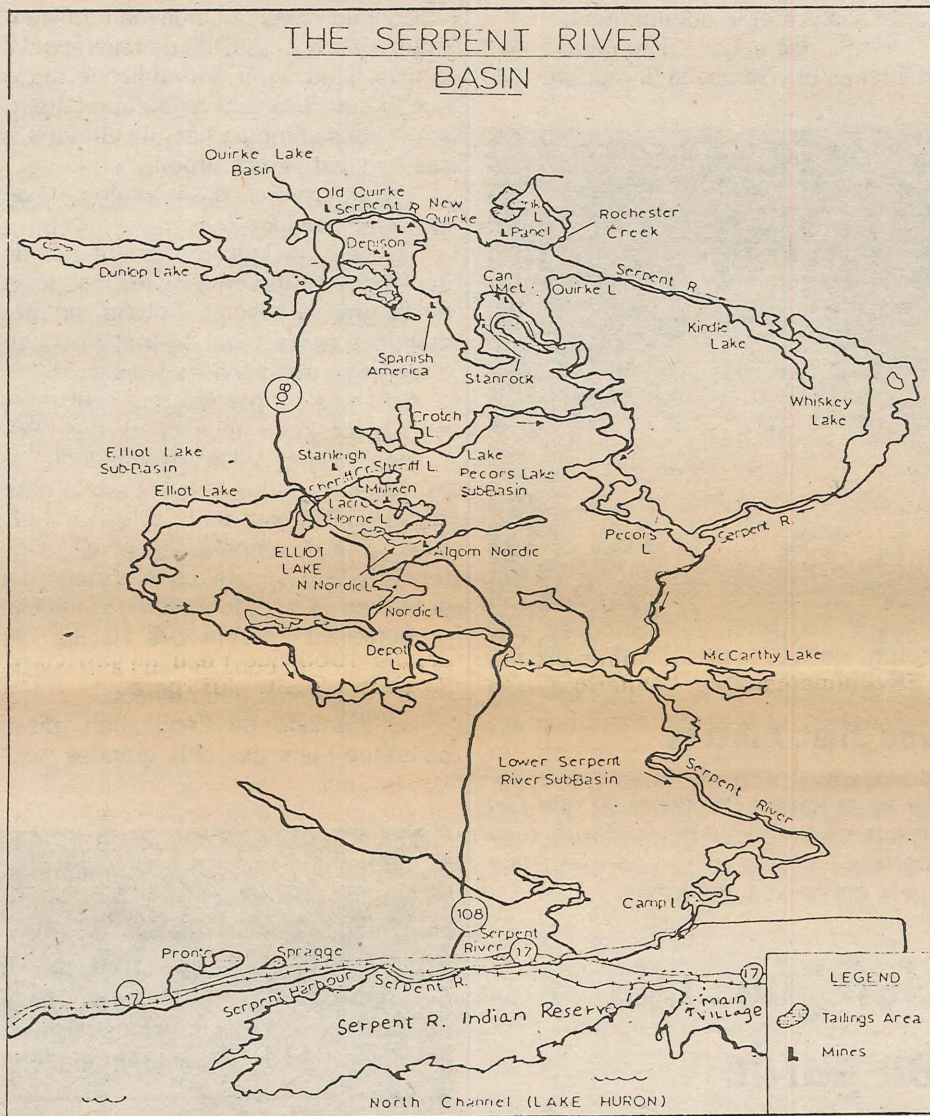 THE SERPENT RIVER
BASIN
Quirke Lake
Basin
Old Quirke
Serpent R.
New
Quirke
Panel
Rochester
Creek
Denison
Dunlop Lake
Can
Met
Quirke L
Serpent R.
Kindle
Lake
Spanish
America
Stanrock
Whiskey
Lake
108
Crotch
L.
Elliot Lake
Sub-Basin
Stanleigh
Sheriff L.
Lake
Pecors Lake
SubBasin
Elliot Lake
Milliken
Horne L
Pecors
L
Serpent R.
ELLIOT
LAKE
Algom Nordic
N Nordic L
Nordic L
Depot
L
McCarthy Lake
Lower Serpent
River SubBasin
Serpent River
108
Camp L
Serpent
River
17
Pronto
Spragge
17
Serpent Harbour
Serpent R.
17
LEGEND
main
village
Serpent R. Indian Reserve
Tailings Area
Mines
North Channel (LAKE HURON)